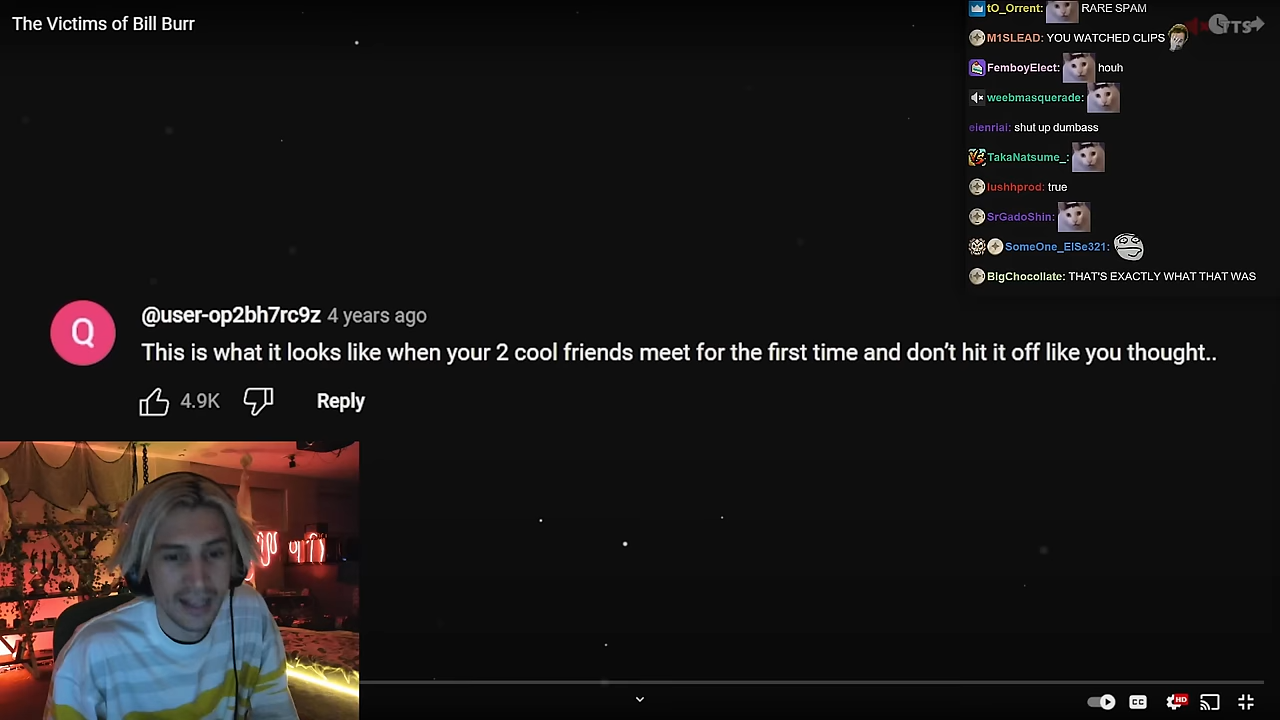 The Victims of Bill Burr
tO_Orrent: RARE SPAM
TTS
M1SLEAD: YOU WATCHED CLIPS
FemboyElect: houh
weebmasquerade:
eienriai: shut up dumbass
TakaNatsume_:
lushhprod: true
SrGadoShin:
SomeOne_ElSe321:
BIgChocollate: THAT'S EXACTLY WHAT THAT WAS
Q
@user-op2bh7rc9z 4 years ago
This is what it looks like when your 2 cool friends meet for the first time and don't hit it off like you thought..
4.9K Reply
CC HD